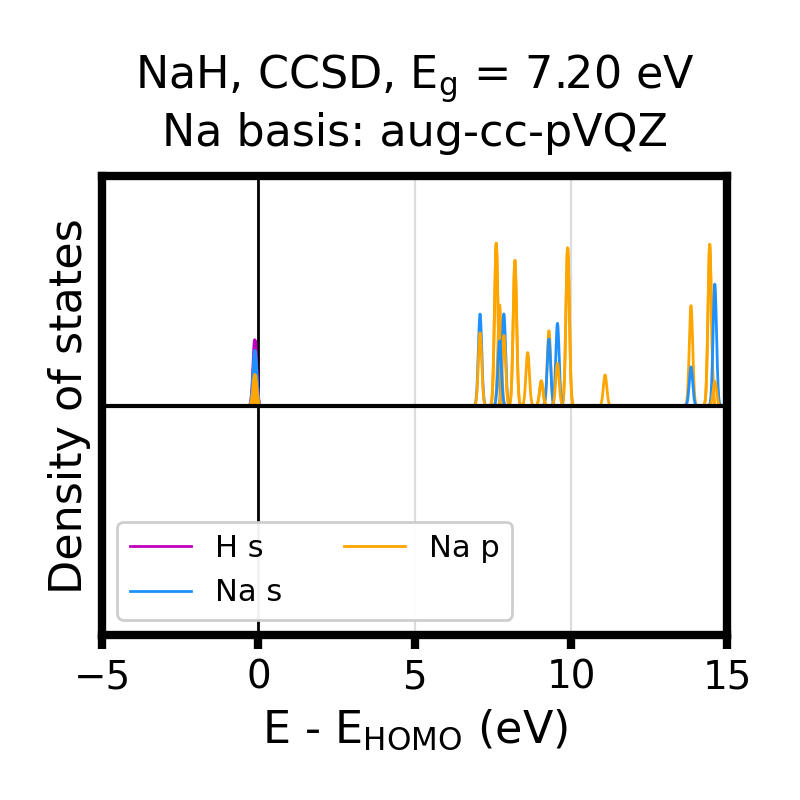 NaH, CCSD, E_g = 7.20 eV
Na basis: aug-cc-pVQZ
Density of states
H s
Na p
Na s
−5
0
5
10
15
E - E_HOMO (eV)